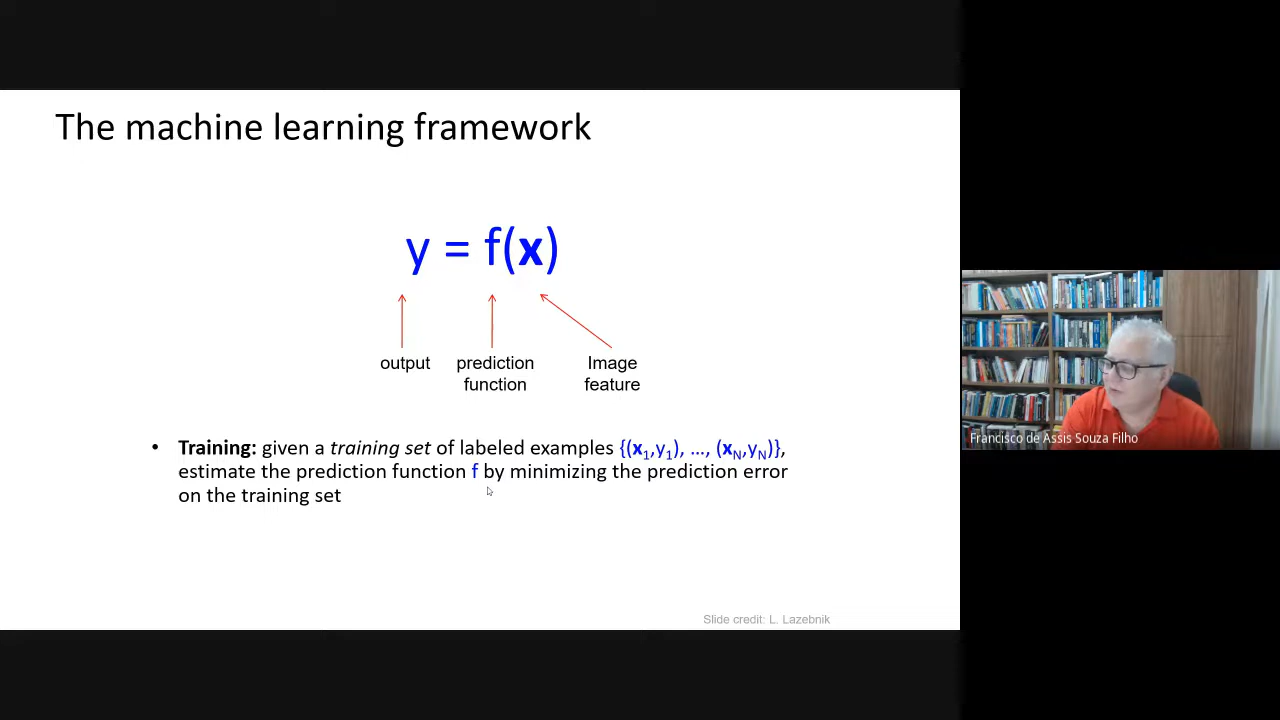 The machine learning framework
y = f(x)
output
prediction
function
Image
feature
• Training: given a training set of labeled examples {(x1,y1), …, (xN,yN)},
estimate the prediction function f by minimizing the prediction error
on the training set
Slide credit: L. Lazebnik
Francisco de Assis Souza Filho